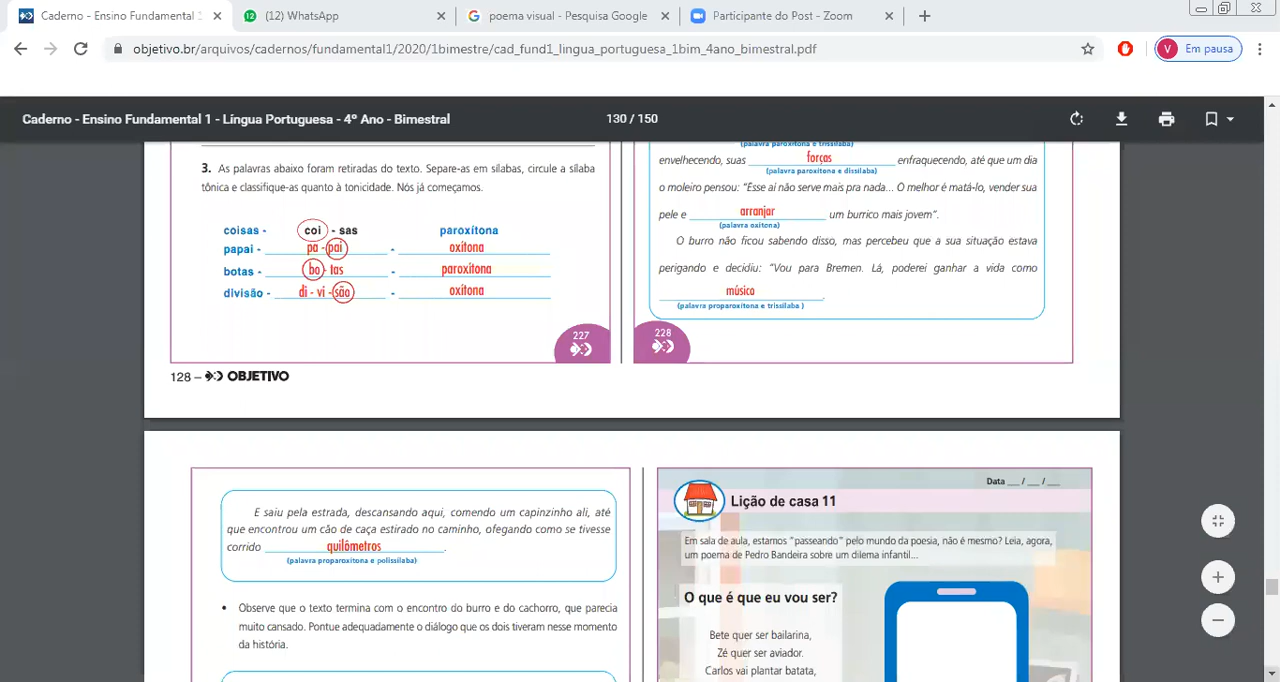 Caderno - Ensino Fundamental 1
(12) WhatsApp
poema visual - Pesquisa Google
Participante do Post - Zoom
objetivo.br/arquivos/cadernos/fundamental1/2020/1bimestre/cad_fund1_lingua_portuguesa_1bim_4ano_bimestral.pdf
V Em pausa
Caderno - Ensino Fundamental 1 - Língua Portuguesa - 4º Ano - Bimestral
130 / 150
3. As palavras abaixo foram retiradas do texto. Separe-as em sílabas, circule a sílaba
tônica e classifique-as quanto à tonicidade. Nós já começamos.
coisas - coi - sas paroxítona
papai - pa - pai - oxítona
botas - bo - tas - paroxítona
divisão - di - vi - são - oxítona
227
128 – OBJETIVO
(palavra paroxítona e trissílaba)
envelhecendo, suas forças enfraquecendo, até que um dia
(palavra paroxítona e dissílaba)
o moleiro pensou: “Esse aí não serve mais pra nada... O melhor é matá-lo, vender sua
pele e arranjar um burrico mais jovem”.
(palavra oxítona)
O burro não ficou sabendo disso, mas percebeu que a sua situação estava
perigando e decidiu: “Vou para Bremen. Lá, poderei ganhar a vida como
músico.
(palavra proparoxítona e trissílaba )
228
E saiu pela estrada, descansando aqui, comendo um capinzinho ali, até
que encontrou um cão de caça estirado no caminho, ofegando como se tivesse
corrido quilômetros.
(palavra proparoxítona e polissílaba)
• Observe que o texto termina com o encontro do burro e do cachorro, que parecia
muito cansado. Pontue adequadamente o diálogo que os dois tiveram nesse momento
da história.
Data ___ / ___ / ___
Lição de casa 11
Em sala de aula, estamos “passeando” pelo mundo da poesia, não é mesmo? Leia, agora,
um poema de Pedro Bandeira sobre um dilema infantil...
O que é que eu vou ser?
Bete quer ser bailarina,
Zé quer ser aviador.
Carlos vai plantar batata,